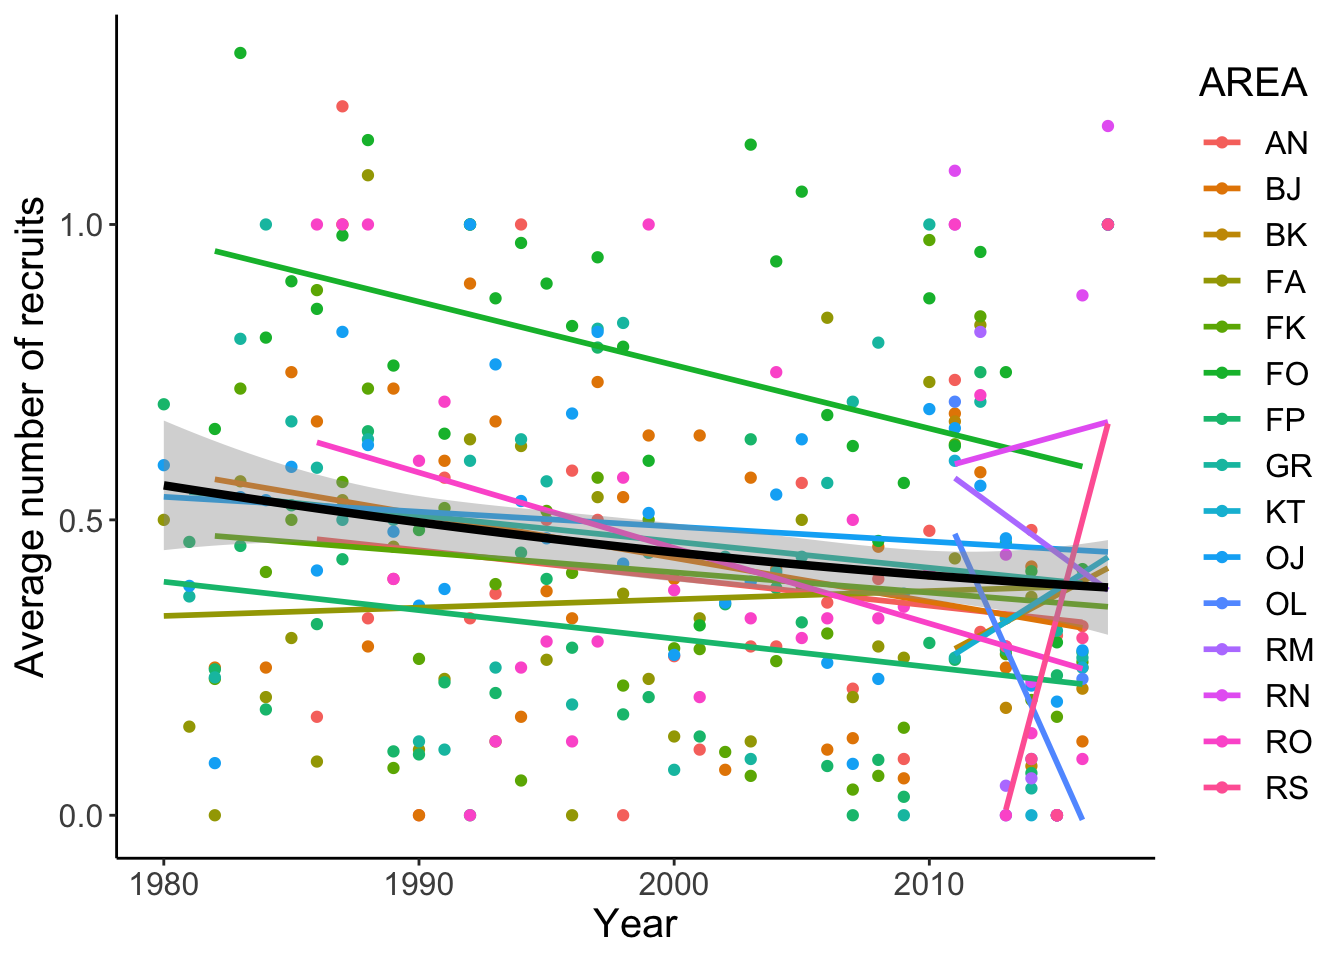 Average number of recruits
1.0
0.5
0.0
1980 1990 2000 2010
Year
AREA
AN
BJ
BK
FA
FK
FO
FP
GR
KT
OJ
OL
RM
RN
RO
RS